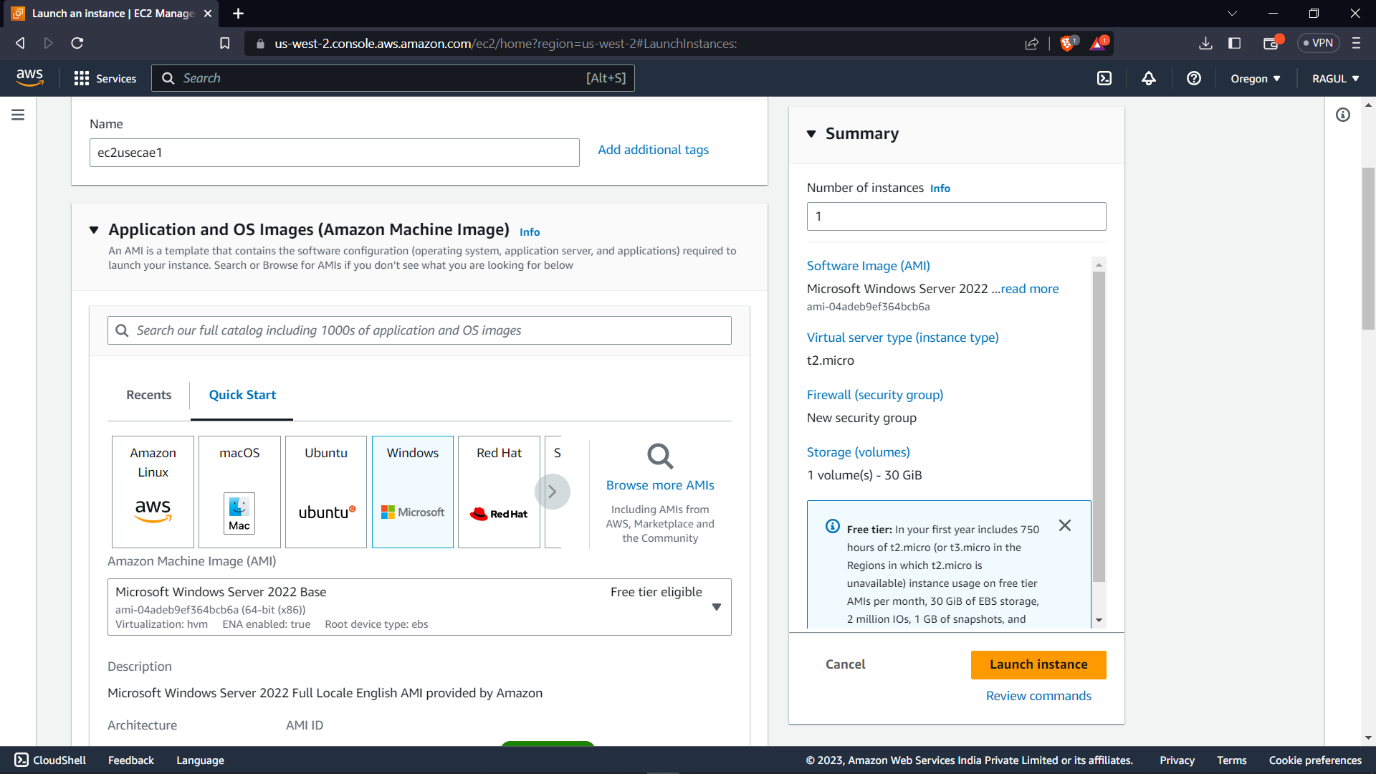 Launch an instance | EC2 Manage
us-west-2.console.aws.amazon.com/ec2/home?region=us-west-2#LaunchInstances:
1
1
VPN
aws
Services
Search
[Alt+S]
Oregon
RAGUL
Name
ec2usecae1
Add additional tags
Application and OS Images (Amazon Machine Image) Info
An AMI is a template that contains the software configuration (operating system, application server, and applications) required to
launch your instance. Search or Browse for AMIs if you don't see what you are looking for below
Search our full catalog including 1000s of application and OS images
Recents
Quick Start
Amazon
Linux
aws
macOS
Mac
Ubuntu
ubuntu
Windows
Microsoft
Red Hat
Red Hat
S
Browse more AMIs
Including AMIs from
AWS, Marketplace and
the Community
Amazon Machine Image (AMI)
Microsoft Windows Server 2022 Base
Free tier eligible
ami-04adeb9ef364bcb6a (64-bit (x86))
Virtualization: hvm ENA enabled: true Root device type: ebs
Description
Microsoft Windows Server 2022 Full Locale English AMI provided by Amazon
Architecture
AMI ID
Summary
Number of instances Info
1
Software Image (AMI)
Microsoft Windows Server 2022 ...read more
ami-04adeb9ef364bcb6a
Virtual server type (instance type)
t2.micro
Firewall (security group)
New security group
Storage (volumes)
1 volume(s) - 30 GiB
Free tier: In your first year includes 750
hours of t2.micro (or t3.micro in the
Regions in which t2.micro is
unavailable) instance usage on free tier
AMIs per month, 30 GiB of EBS storage,
2 million IOs, 1 GB of snapshots, and
Cancel
Launch instance
Review commands
CloudShell
Feedback
Language
© 2023, Amazon Web Services India Private Limited or its affiliates.
Privacy
Terms
Cookie preferences